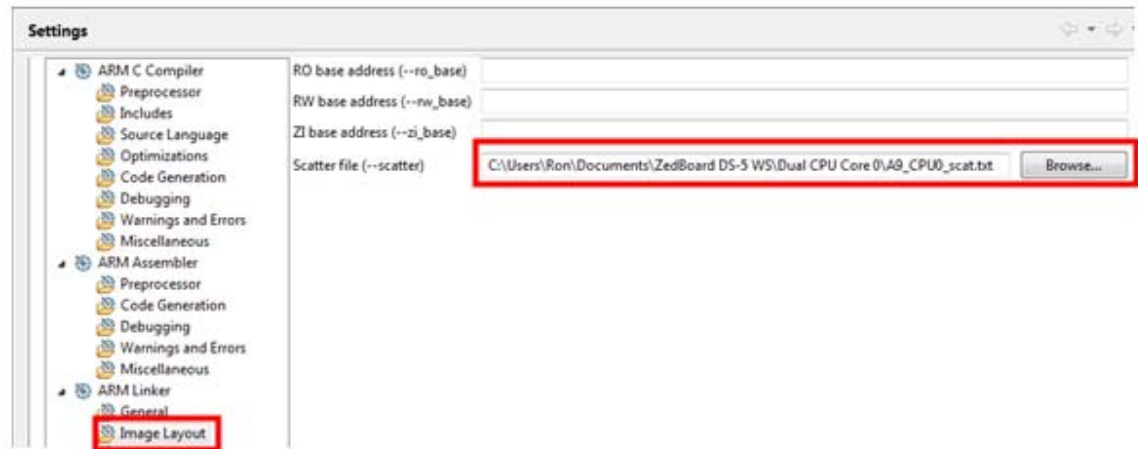 Settings
ARM C Compiler
Preprocessor
Includes
Source Language
Optimizations
Code Generation
Debugging
Warnings and Errors
Miscellaneous
ARM Assembler
Preprocessor
Code Generation
Debugging
Warnings and Errors
Miscellaneous
ARM Linker
General
Image Layout
RO base address (--ro_base)
RW base address (--rw_base)
ZI base address (--zi_base)
Scatter file (--scatter) C:\Users\Ron\Documents\ZedBoard DS-5 WS\Dual CPU Core 0\A9_CPU0_scat.txt Browse...